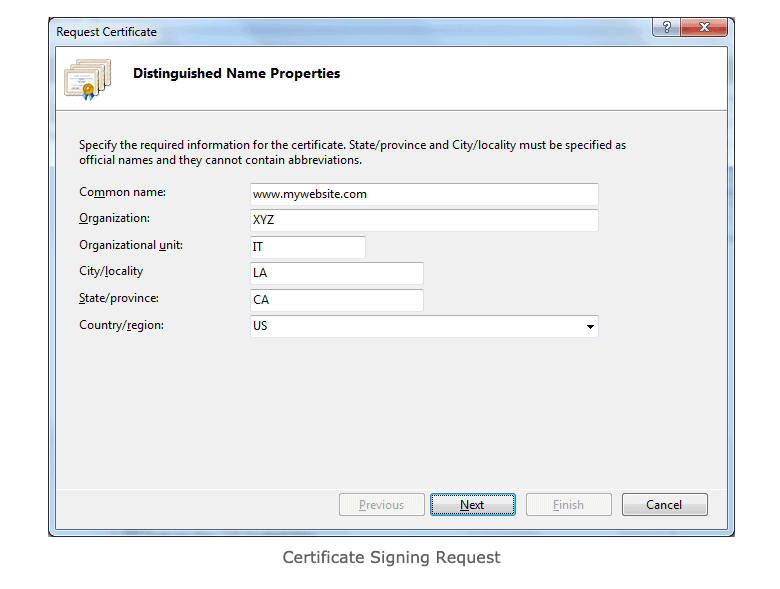 Request Certificate
?
Distinguished Name Properties
Specify the required information for the certificate. State/province and City/locality must be specified as
official names and they cannot contain abbreviations.
Common name: www.mywebsite.com
Organization: XYZ
Organizational unit: IT
City/locality LA
State/province: CA
Country/region: US
Previous Next Finish Cancel
Certificate Signing Request